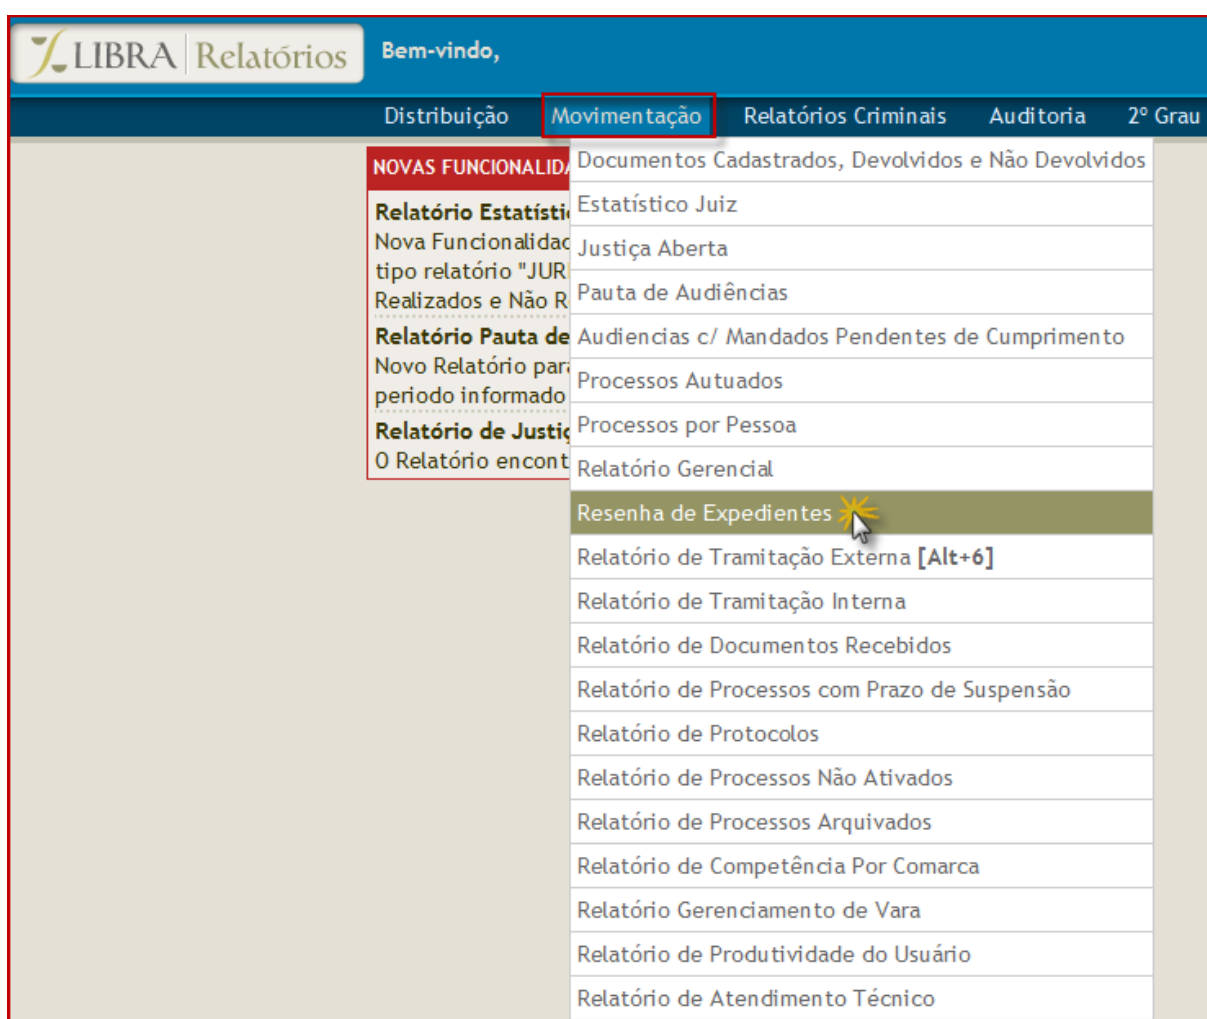 LIBRA Relatórios
Bem-vindo,
Distribuição Movimentação Relatórios Criminais Auditoria 2º Grau
NOVAS FUNCIONALIDA
Relatório Estatísti
Nova Funcionalidad
tipo relatório "JUR
Realizados e Não R
Relatório Pauta de
Novo Relatório para
periodo informado
Relatório de Justiç
O Relatório encont
Documentos Cadastrados, Devolvidos e Não Devolvidos
Estatístico Juiz
Justiça Aberta
Pauta de Audiências
Audiencias c/ Mandados Pendentes de Cumprimento
Processos Autuados
Processos por Pessoa
Relatório Gerencial
Resenha de Expedientes
Relatório de Tramitação Externa [Alt+6]
Relatório de Tramitação Interna
Relatório de Documentos Recebidos
Relatório de Processos com Prazo de Suspensão
Relatório de Protocolos
Relatório de Processos Não Ativados
Relatório de Processos Arquivados
Relatório de Competência Por Comarca
Relatório Gerenciamento de Vara
Relatório de Produtividade do Usuário
Relatório de Atendimento Técnico